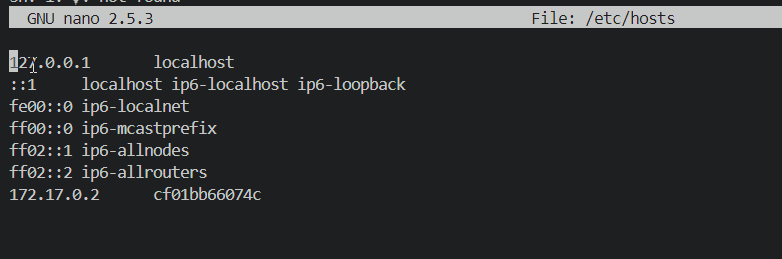 GNU nano 2.5.3 File: /etc/hosts
127.0.0.1 localhost
::1 localhost ip6-localhost ip6-loopback
fe00::0 ip6-localnet
ff00::0 ip6-mcastprefix
ff02::1 ip6-allnodes
ff02::2 ip6-allrouters
172.17.0.2 cf01bb66074c